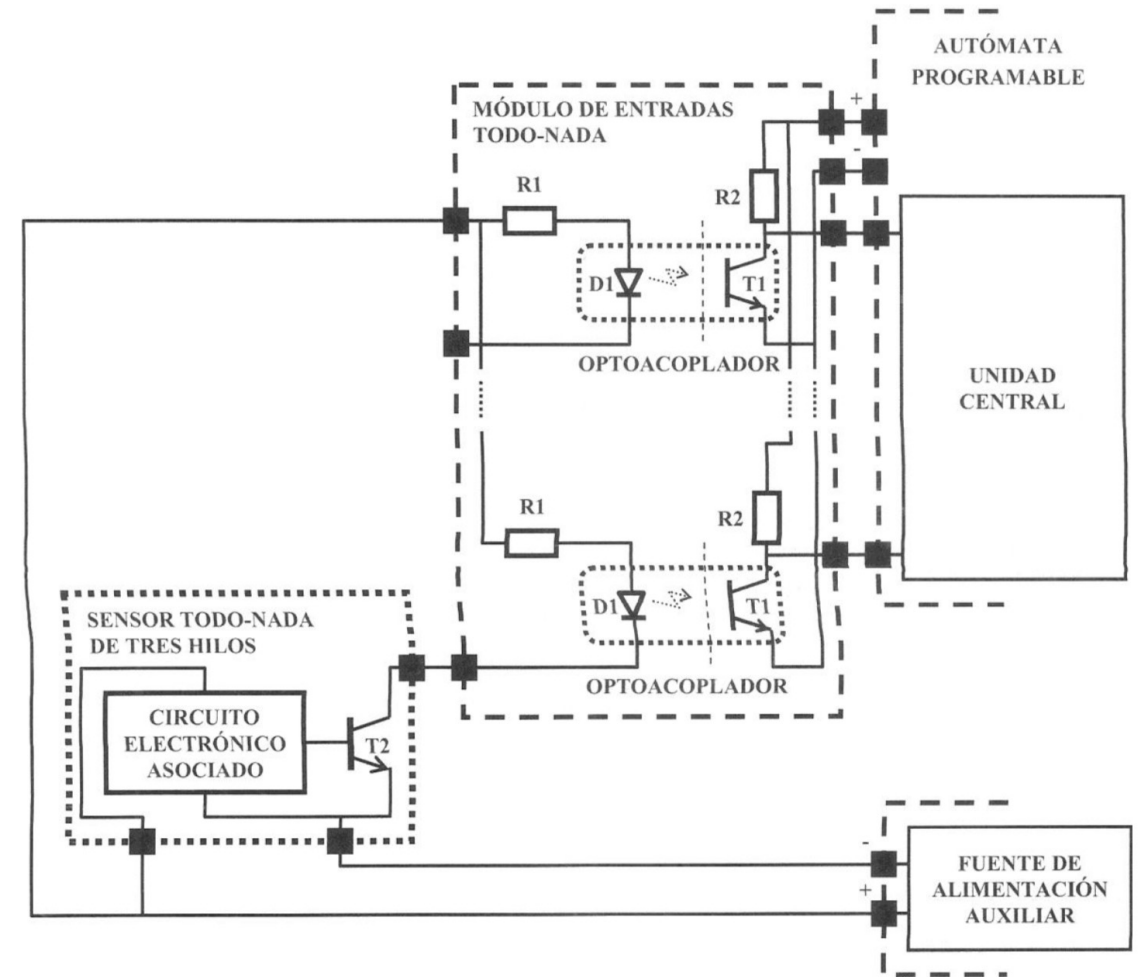 AUTÓMATA
PROGRAMABLE
+
-
MÓDULO DE ENTRADAS
TODO-NADA
R1
R2
D1
T1
OPTOACOPLADOR
UNIDAD
CENTRAL
R1
R2
D1
T1
OPTOACOPLADOR
SENSOR TODO-NADA
DE TRES HILOS
CIRCUITO
ELECTRÓNICO
ASOCIADO
T2
-
+
FUENTE DE
ALIMENTACIÓN
AUXILIAR